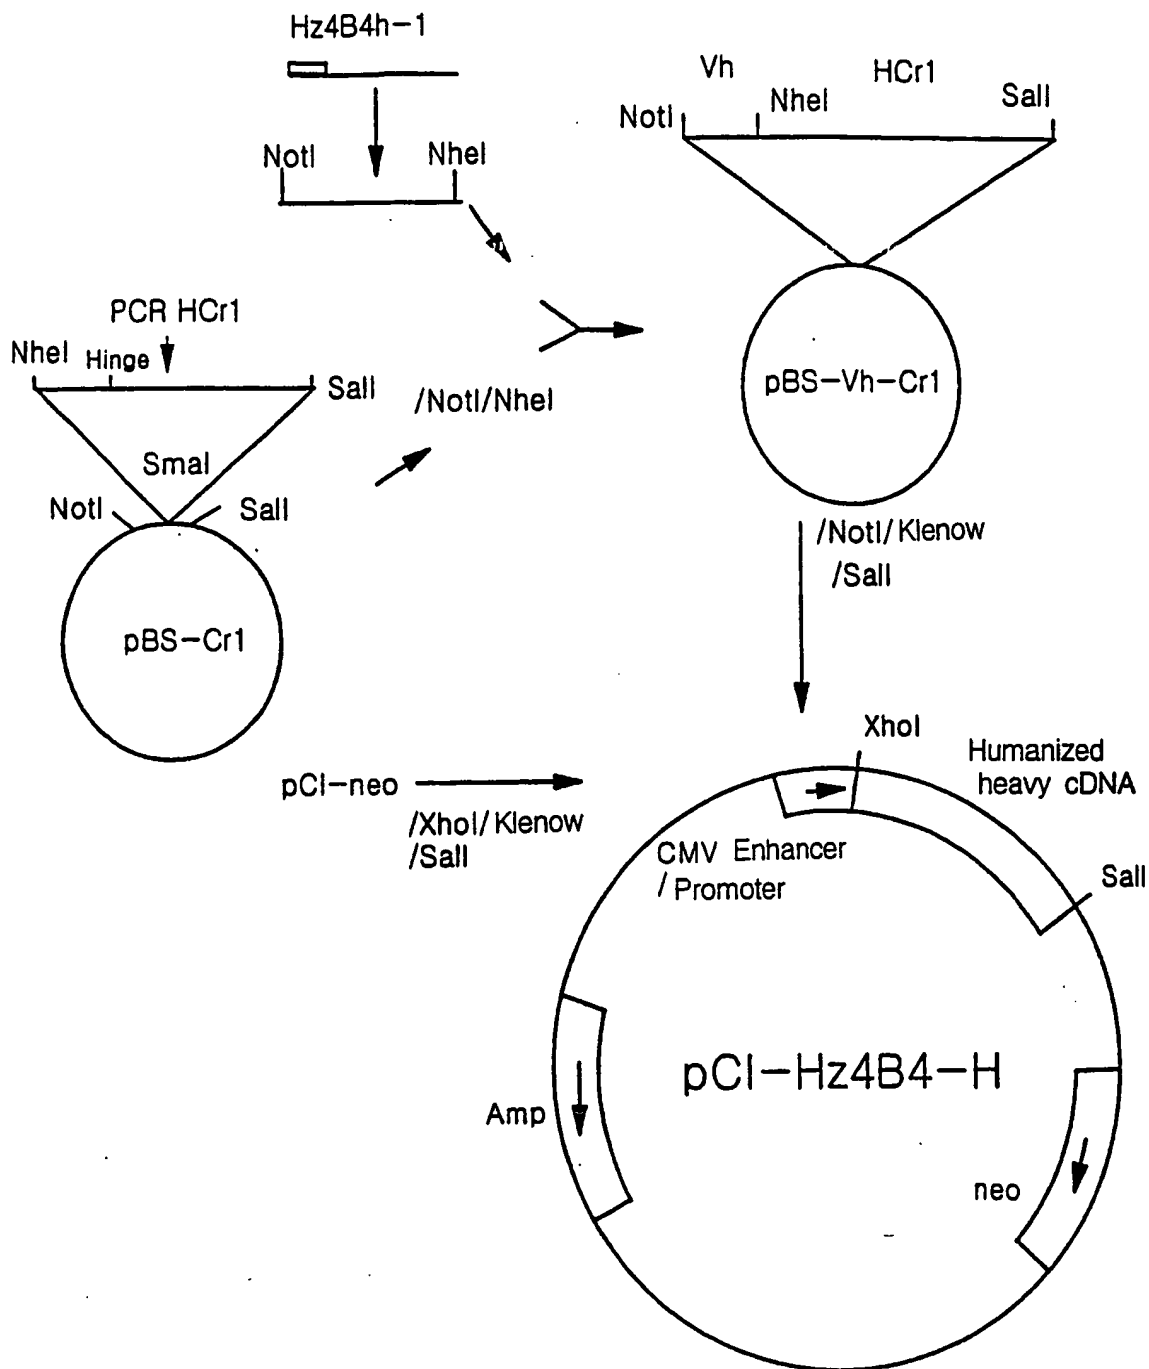 Hz4B4h-1
NotI
NheI
Vh
HCr1
NotI
NheI
SalI
PCR HCr1
NheI
Hinge
SalI
/NotI/NheI
SmaI
NotI
SalI
pBS-Cr1
pBS-Vh-Cr1
/NotI/Klenow
/SalI
pCI-neo
/XhoI/Klenow
/SalI
XhoI
Humanized
heavy cDNA
CMV Enhancer
/Promoter
SalI
pCI-Hz4B4-H
Amp
neo